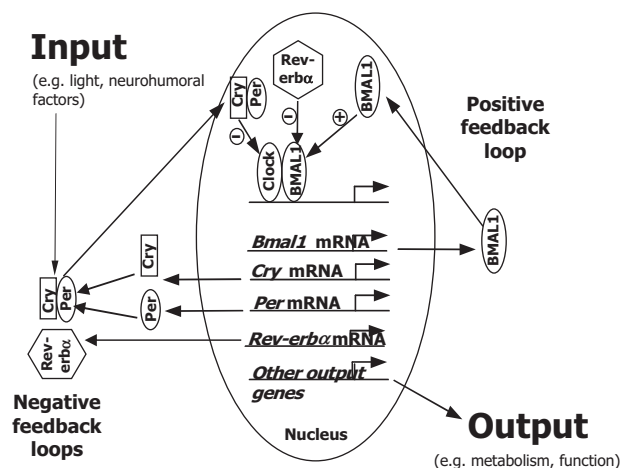 Input
(e.g. light, neurohumoral
factors)
Rev-
erbα
Cry
Per
BMAL1
−
−
+
Positive
feedback
loop
Clock
BMAL1
BMAL1
Bmal1 mRNA
Cry
Cry mRNA
Cry
Per
Per
Per mRNA
Rev-erbα mRNA
Rev-
erbα
Other output
genes
Negative
feedback
loops
Nucleus
Output
(e.g. metabolism, function)